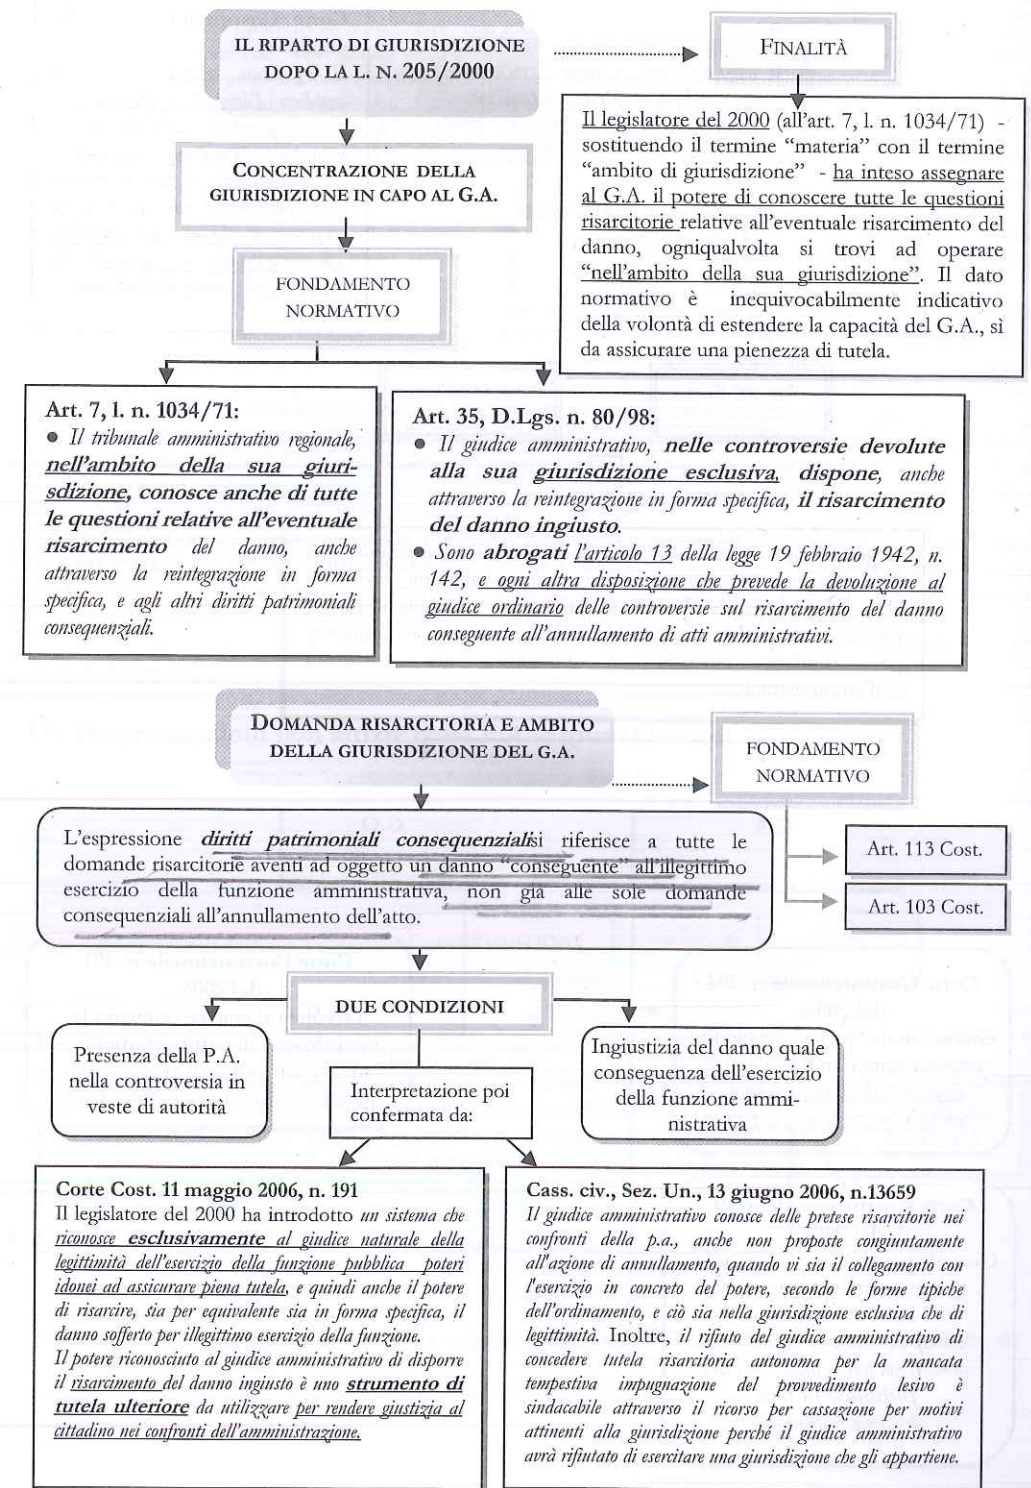 IL RIPARTO DI GIURISDIZIONE
DOPO LA L. N. 205/2000
FINALITÀ
Il legislatore del 2000 (all'art. 7, l. n. 1034/71) -
sostituendo il termine "materia" con il termine
"ambito di giurisdizione" - ha inteso assegnare
al G.A. il potere di conoscere tutte le questioni
risarcitorie relative all'eventuale risarcimento del
danno, ogniqualvolta si trovi ad operare
"nell'ambito della sua giurisdizione". Il dato
normativo è inequivocabilmente indicativo
della volontà di estendere la capacità del G.A., sì
da assicurare una pienezza di tutela.
CONCENTRAZIONE DELLA
GIURISDIZIONE IN CAPO AL G.A.
FONDAMENTO
NORMATIVO
Art. 7, l. n. 1034/71:
● Il tribunale amministrativo regionale,
nell'ambito della sua giuri-
sdizione, conosce anche di tutte
le questioni relative all'eventuale
risarcimento del danno, anche
attraverso la reintegrazione in forma
specifica, e agli altri diritti patrimoniali
consequenziali.
Art. 35, D.Lgs. n. 80/98:
● Il giudice amministrativo, nelle controversie devolute
alla sua giurisdizione esclusiva, dispone, anche
attraverso la reintegrazione in forma specifica, il risarcimento
del danno ingiusto.
● Sono abrogati l'articolo 13 della legge 19 febbraio 1942, n.
142, e ogni altra disposizione che prevede la devoluzione al
giudice ordinario delle controversie sul risarcimento del danno
conseguente all'annullamento di atti amministrativi.
DOMANDA RISARCITORIA E AMBITO
DELLA GIURISDIZIONE DEL G.A.
FONDAMENTO
NORMATIVO
Art. 113 Cost.
Art. 103 Cost.
L'espressione diritti patrimoniali consequenzialisi riferisce a tutte le
domande risarcitorie aventi ad oggetto un danno "conseguente" all'illegittimo
esercizio della funzione amministrativa, non già alle sole domande
consequenziali all'annullamento dell'atto.
DUE CONDIZIONI
Presenza della P.A.
nella controversia in
veste di autorità
Interpretazione poi
confermata da:
Ingiustizia del danno quale
conseguenza dell'esercizio
della funzione ammi-
nistrativa
Corte Cost. 11 maggio 2006, n. 191
Il legislatore del 2000 ha introdotto un sistema che
riconosce esclusivamente al giudice naturale della
legittimità dell'esercizio della funzione pubblica poteri
idonei ad assicurare piena tutela, e quindi anche il potere
di risarcire, sia per equivalente sia in forma specifica, il
danno sofferto per illegittimo esercizio della funzione.
Il potere riconosciuto al giudice amministrativo di disporre
il risarcimento del danno ingiusto è uno strumento di
tutela ulteriore da utilizzare per rendere giustizia al
cittadino nei confronti dell'amministrazione.
Cass. civ., Sez. Un., 13 giugno 2006, n.13659
Il giudice amministrativo conosce delle pretese risarcitorie nei
confronti della p.a., anche non proposte congiuntamente
all'azione di annullamento, quando vi sia il collegamento con
l'esercizio in concreto del potere, secondo le forme tipiche
dell'ordinamento, e ciò sia nella giurisdizione esclusiva che di
legittimità. Inoltre, il rifiuto del giudice amministrativo di
concedere tutela risarcitoria autonoma per la mancata
tempestiva impugnazione del provvedimento lesivo è
sindacabile attraverso il ricorso per cassazione per motivi
attinenti alla giurisdizione perché il giudice amministrativo
avrà rifiutato di esercitare una giurisdizione che gli appartiene.